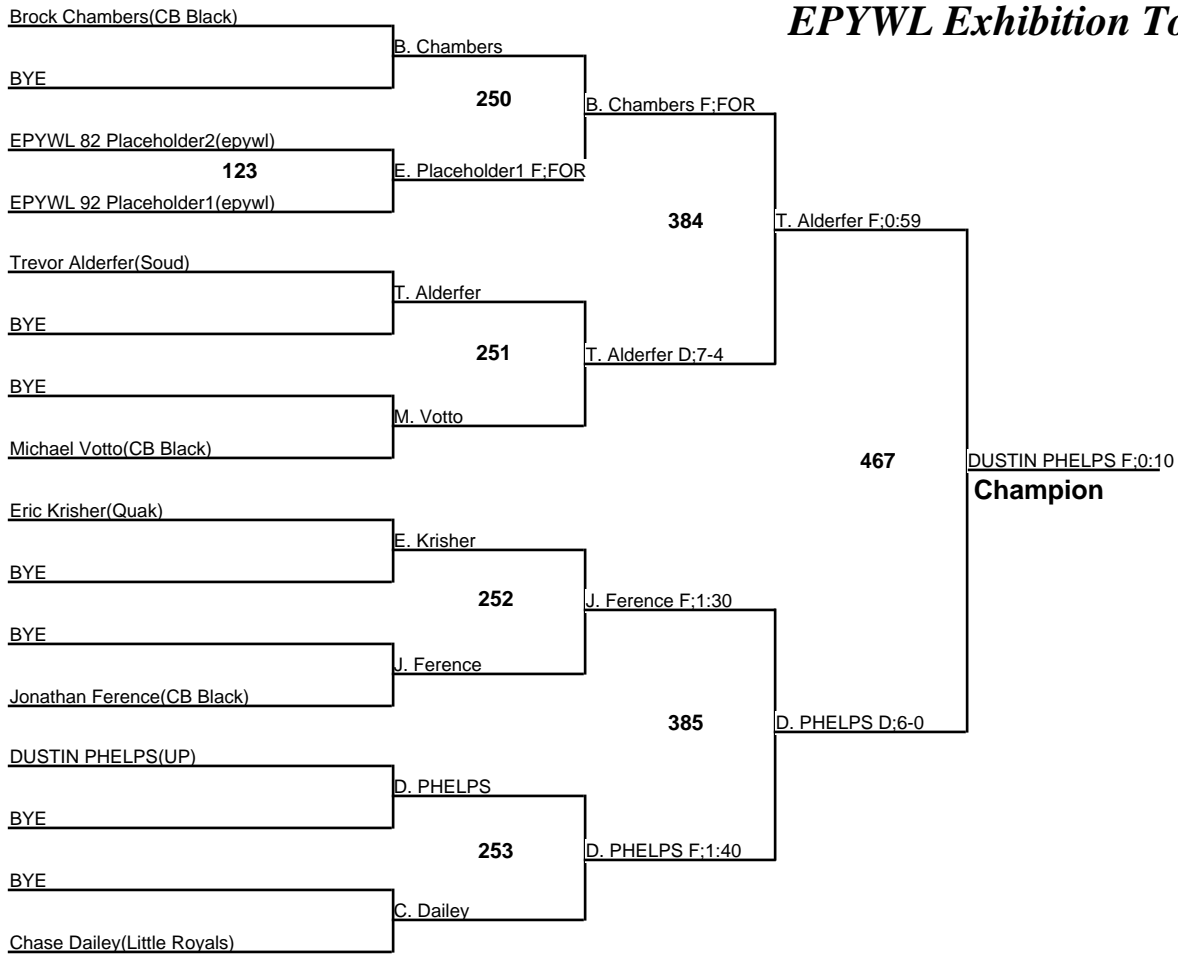 EPYWL Exhibition To
Brock Chambers(CB Black)
BYE
EPYWL 82 Placeholder2(epywl)
123
EPYWL 92 Placeholder1(epywl)
Trevor Alderfer(Soud)
BYE
BYE
Michael Votto(CB Black)
Eric Krisher(Quak)
BYE
BYE
Jonathan Ference(CB Black)
DUSTIN PHELPS(UP)
BYE
BYE
Chase Dailey(Little Royals)
B. Chambers
250
E. Placeholder1 F;FOR
T. Alderfer
251
M. Votto
E. Krisher
252
J. Ference
D. PHELPS
253
C. Dailey
B. Chambers F;FOR
384
T. Alderfer D;7-4
J. Ference F;1:30
385
D. PHELPS F;1:40
T. Alderfer F;0:59
467
D. PHELPS D;6-0
DUSTIN PHELPS F;0:10
Champion